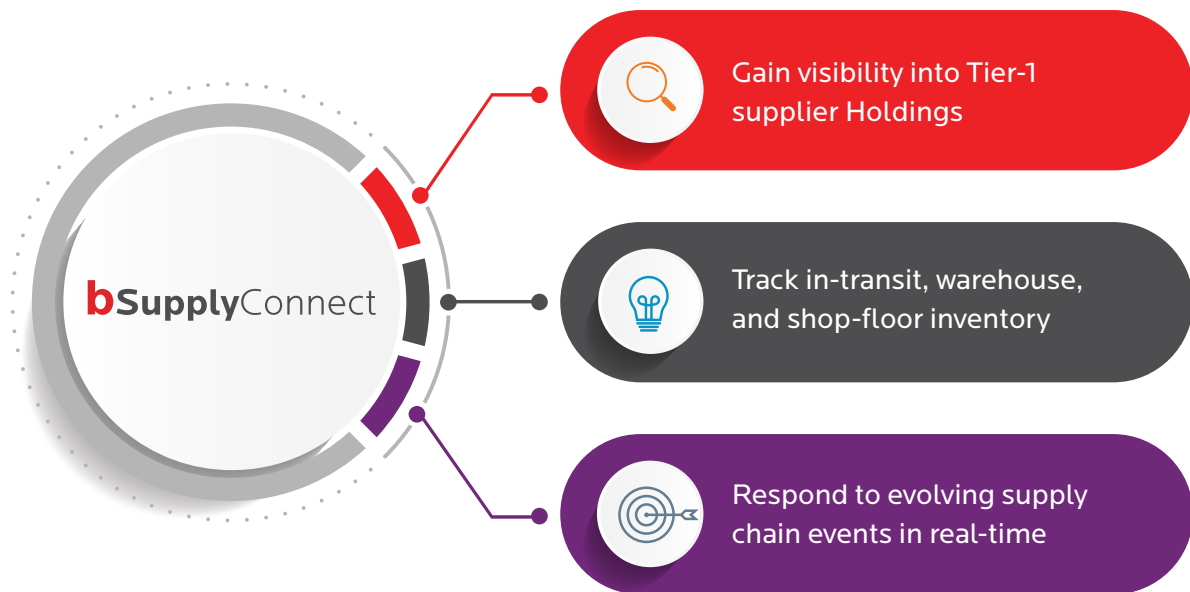 bSupplyConnect
Gain visibility into Tier-1
supplier Holdings
Track in-transit, warehouse,
and shop-floor inventory
Respond to evolving supply
chain events in real-time